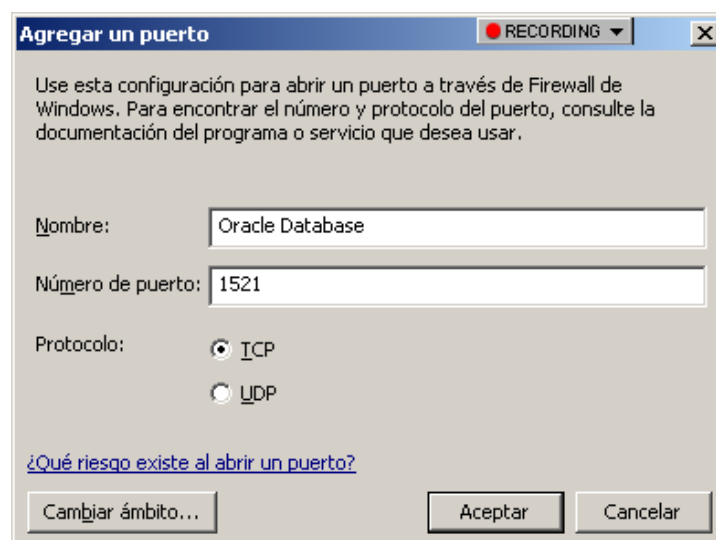 Agregar un puerto
RECORDING
Use esta configuración para abrir un puerto a través de Firewall de
Windows. Para encontrar el número y protocolo del puerto, consulte la
documentación del programa o servicio que desea usar.
Nombre:
Oracle Database
Número de puerto:
1521
Protocolo:
TCP
UDP
¿Qué riesgo existe al abrir un puerto?
Cambiar ámbito...
Aceptar
Cancelar